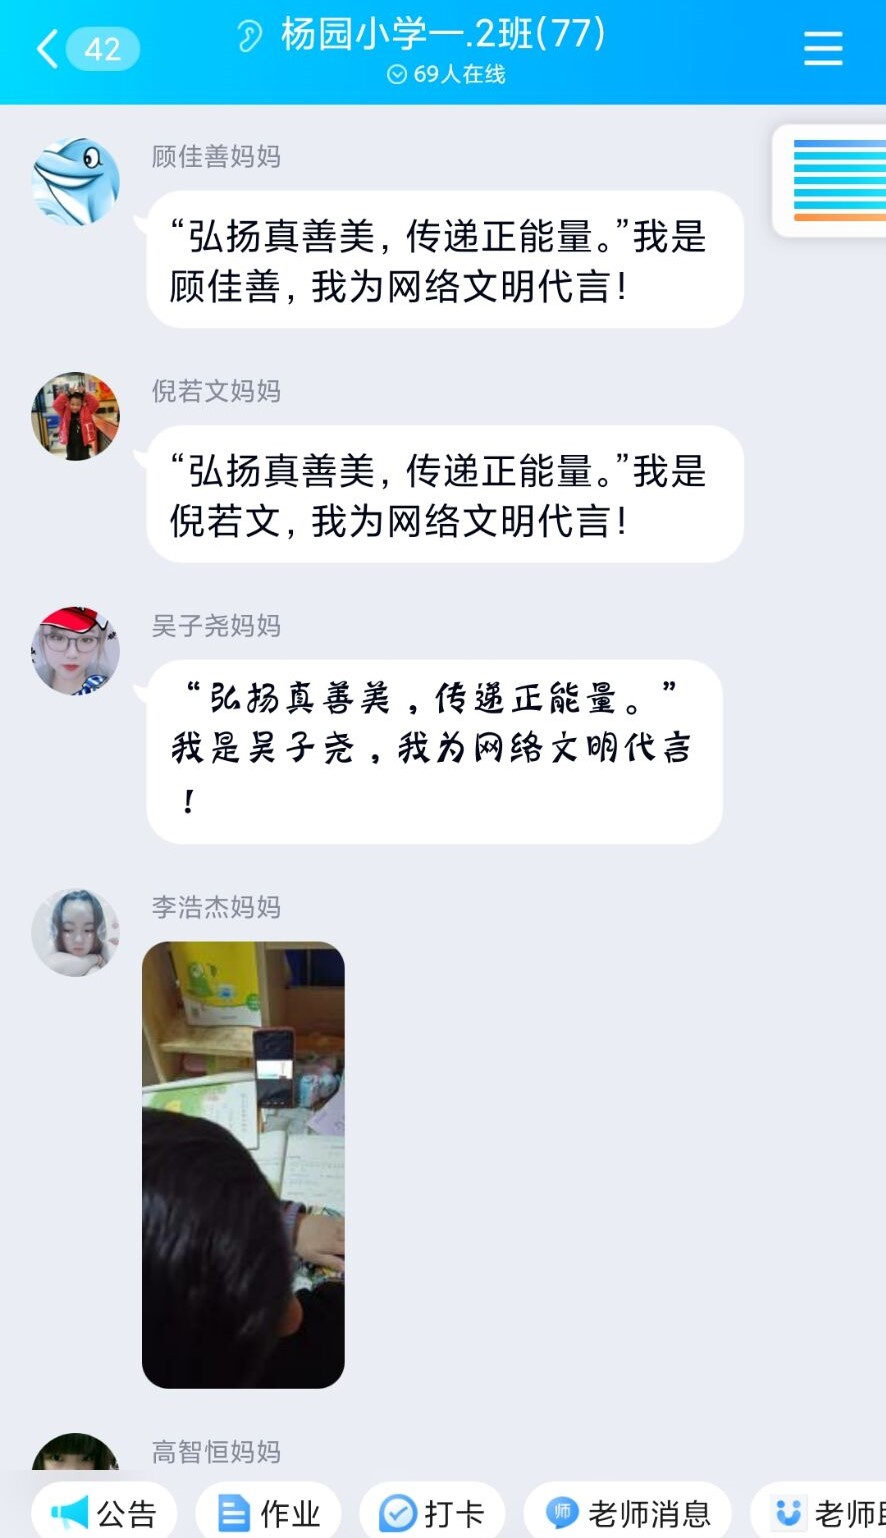 42
杨园小学一.2班(77)
69人在线
顾佳善妈妈
“弘扬真善美, 传递正能量。”我是
顾佳善, 我为网络文明代言!
倪若文妈妈
“弘扬真善美, 传递正能量。”我是
倪若文, 我为网络文明代言!
吴子尧妈妈
“弘扬真善美,传递正能量。”
我是吴子尧,我为网络文明代言
!
李浩杰妈妈
高智恒妈妈
公告
作业
打卡
师
老师消息
老师